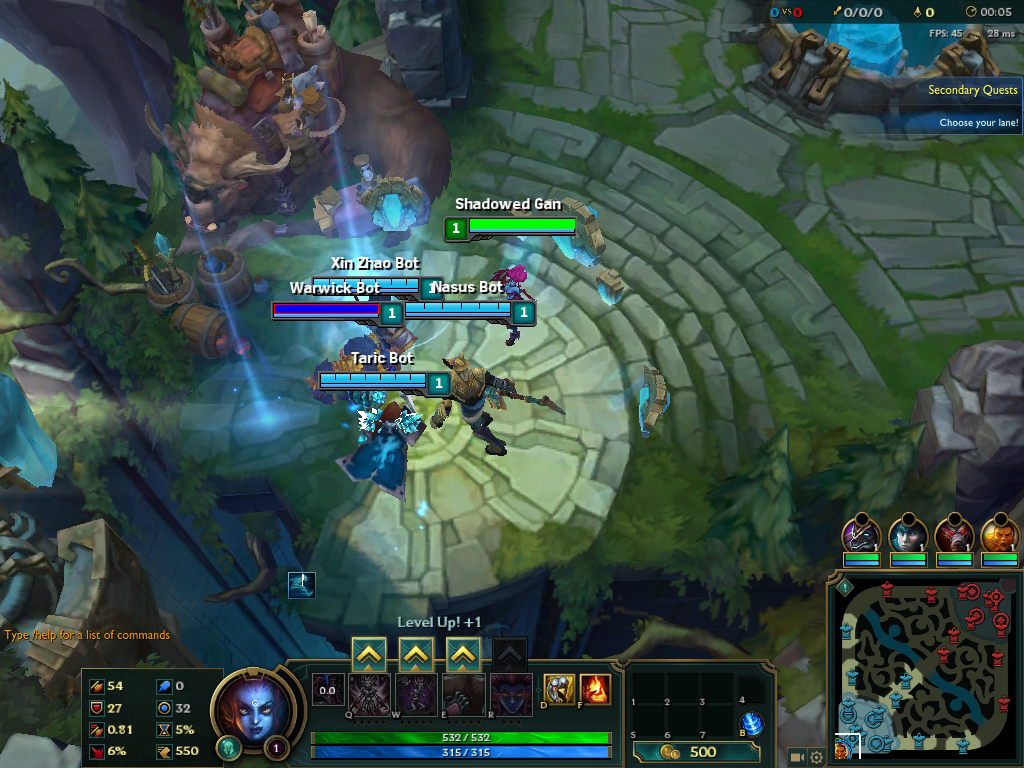 0 vs 0 0/0/0 0 00:05
FPS: 45 28 ms
Secondary Quests
Choose your lane!
Shadowed Gan
1
Xin Zhao Bot
1
Warwick Bot
1
Nasus Bot
1
Taric Bot
1
Type /help for a list of commands
Level Up! +1
54 0
27 32
0.81 5%
6% 550
1
0.0
Q W E R D F
532 / 532
315 / 315
1 2 3 4
5 6 7 B
500